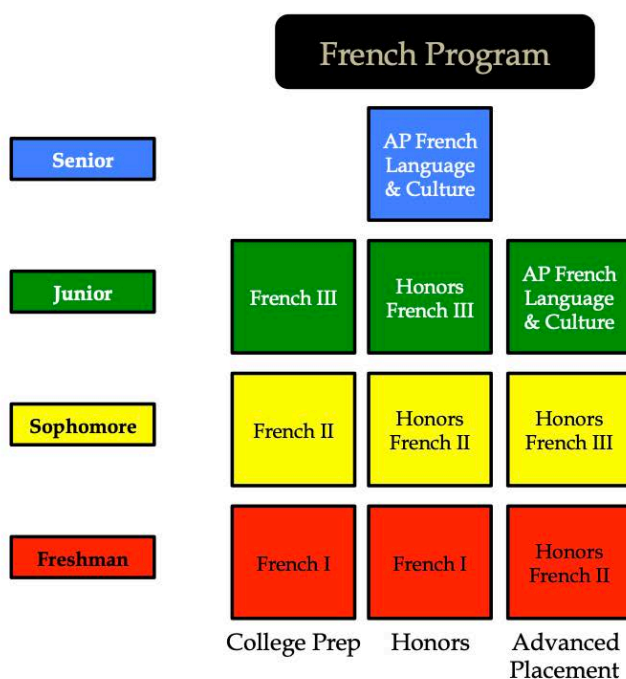 French Program
Senior
AP French
Language
& Culture
Junior
French III
Honors
French III
AP French
Language
& Culture
Sophomore
French II
Honors
French II
Honors
French III
Freshman
French I
French I
Honors
French II
College Prep
Honors
Advanced
Placement